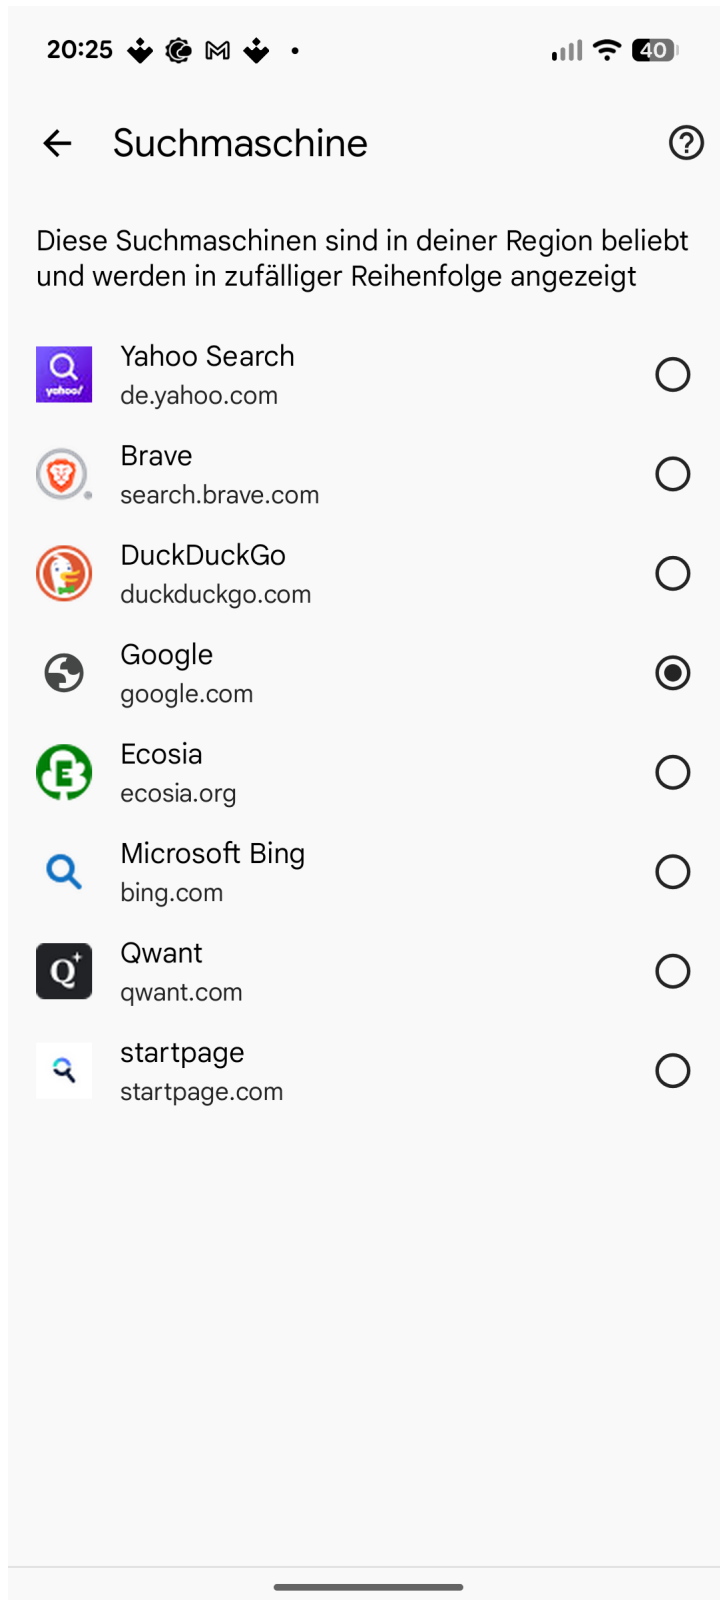 20:25
40
Suchmaschine
Diese Suchmaschinen sind in deiner Region beliebt
und werden in zufälliger Reihenfolge angezeigt
yahoo!
Yahoo Search
de.yahoo.com
Brave
search.brave.com
DuckDuckGo
duckduckgo.com
Google
google.com
E
Ecosia
ecosia.org
Microsoft Bing
bing.com
Q
Qwant
qwant.com
startpage
startpage.com